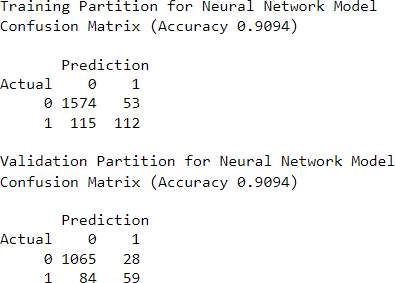 Training Partition for Neural Network Model
Confusion Matrix (Accuracy 0.9094)
Prediction
Actual 0 1
0 1574 53
1 115 112
Validation Partition for Neural Network Model
Confusion Matrix (Accuracy 0.9094)
Prediction
Actual 0 1
0 1065 28
1 84 59